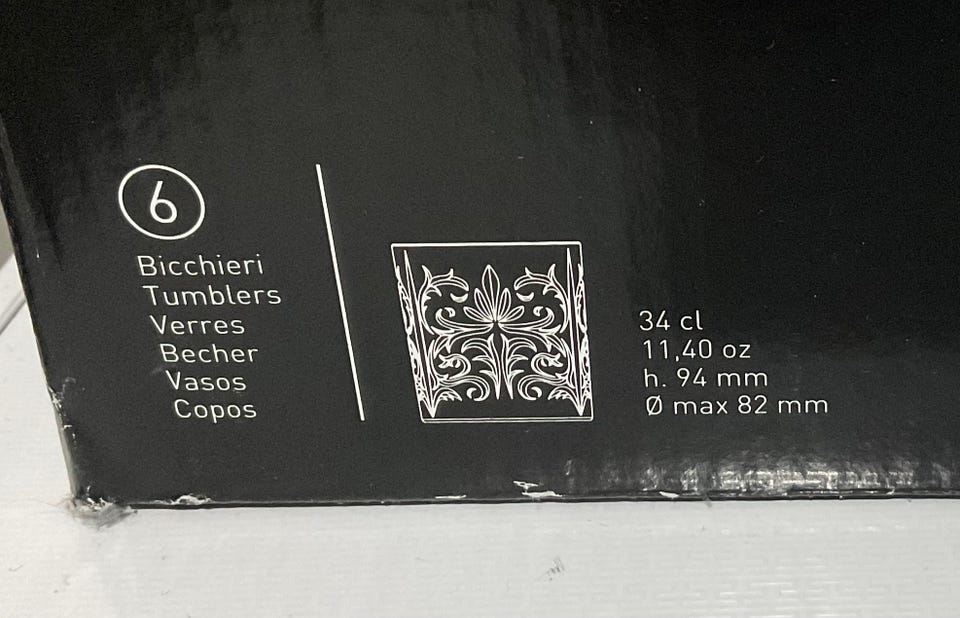 6
Bicchieri
Tumblers
Verres
Becher
Vasos
Copos
34 cl
11,40 oz
h. 94 mm
Ø max 82 mm